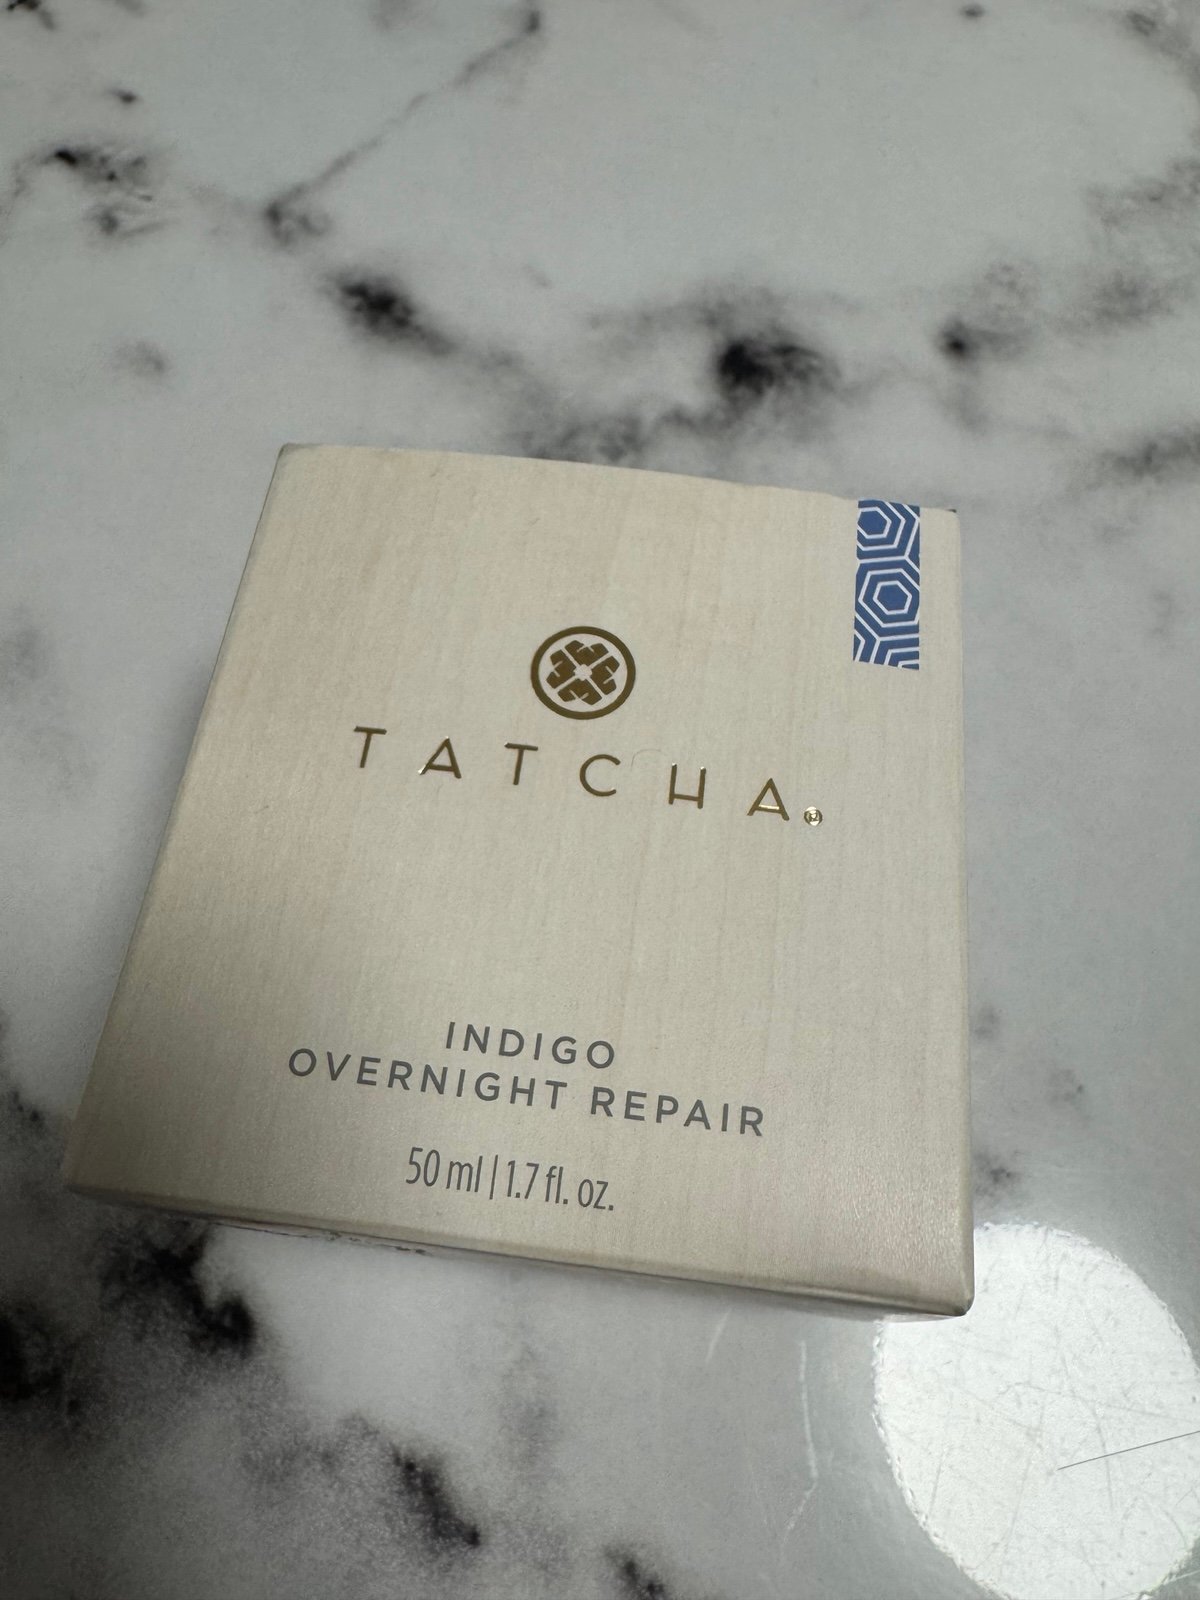 TATCHA®
INDIGO
OVERNIGHT REPAIR
50 ml | 1.7 fl. oz.